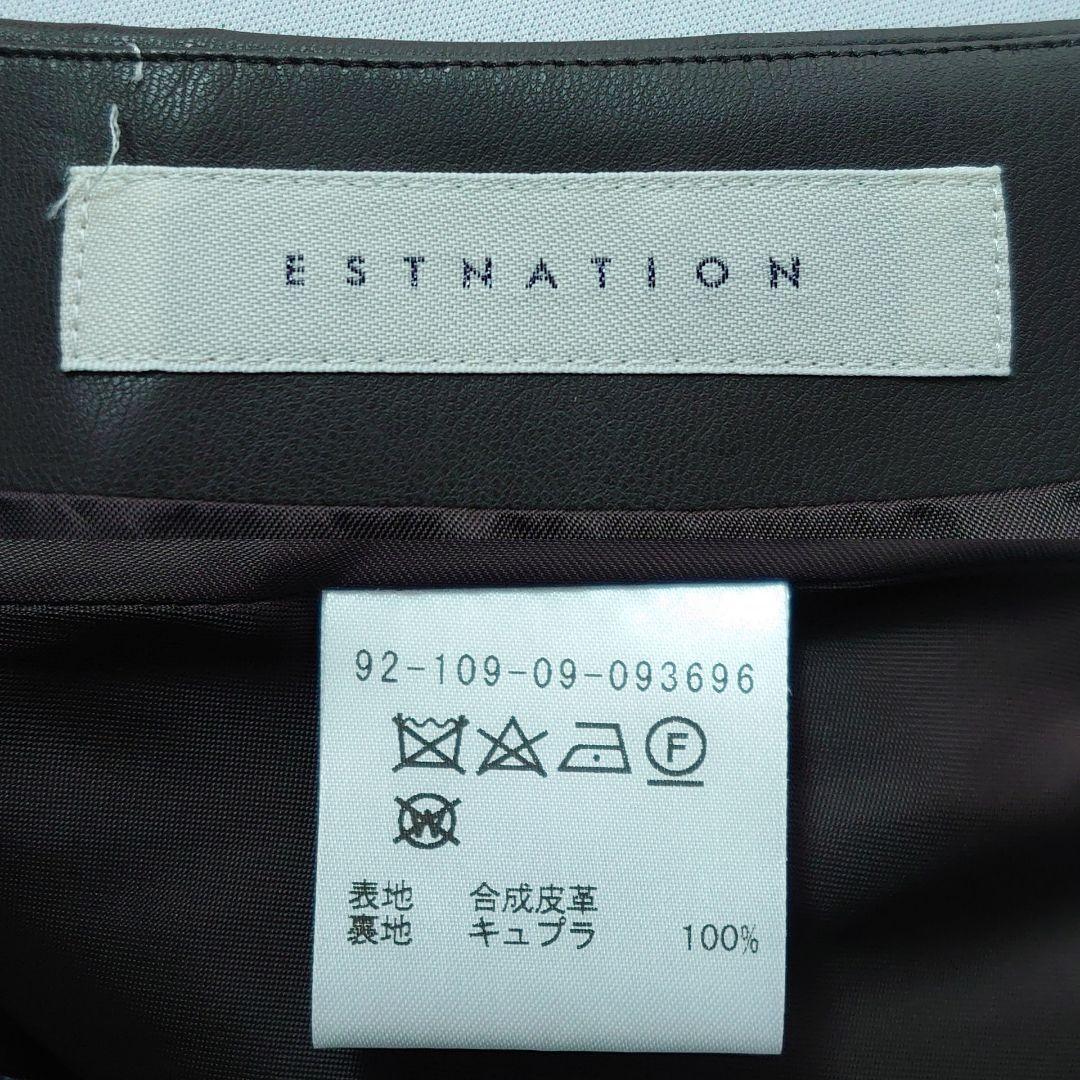 ESTNATION
92-109-09-093696
F
W
表地 合成皮革
裏地 キュプラ 100%